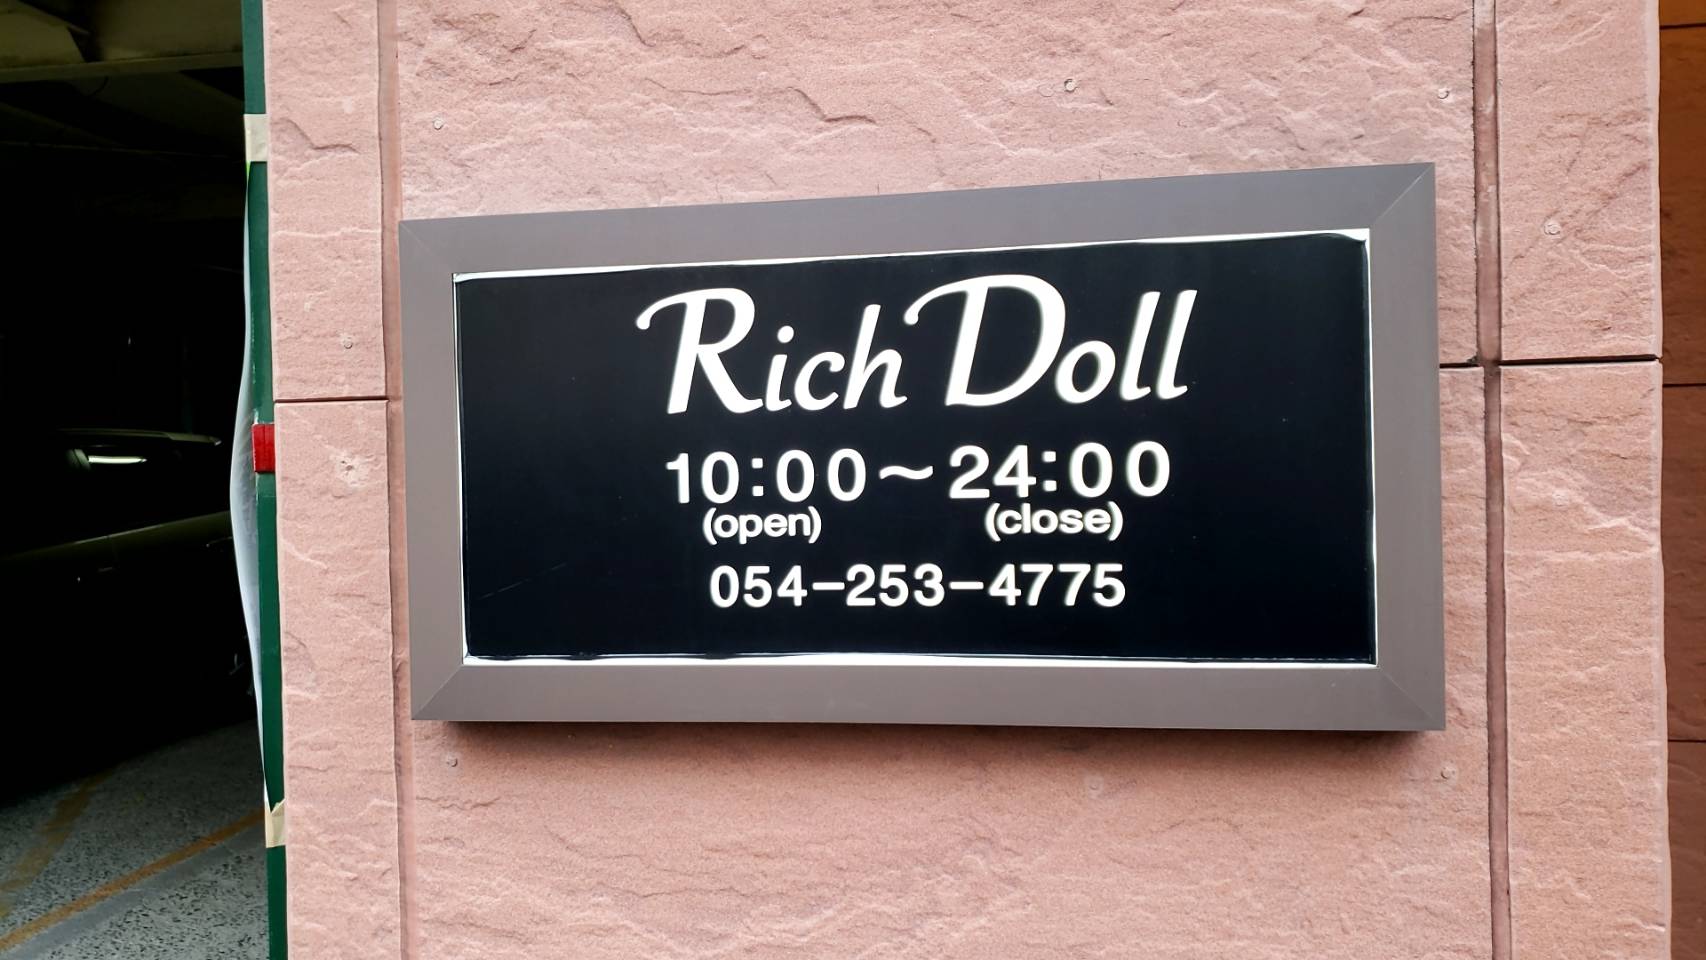 Rich Doll
10:00～24:00
(open) (close)
054-253-4775